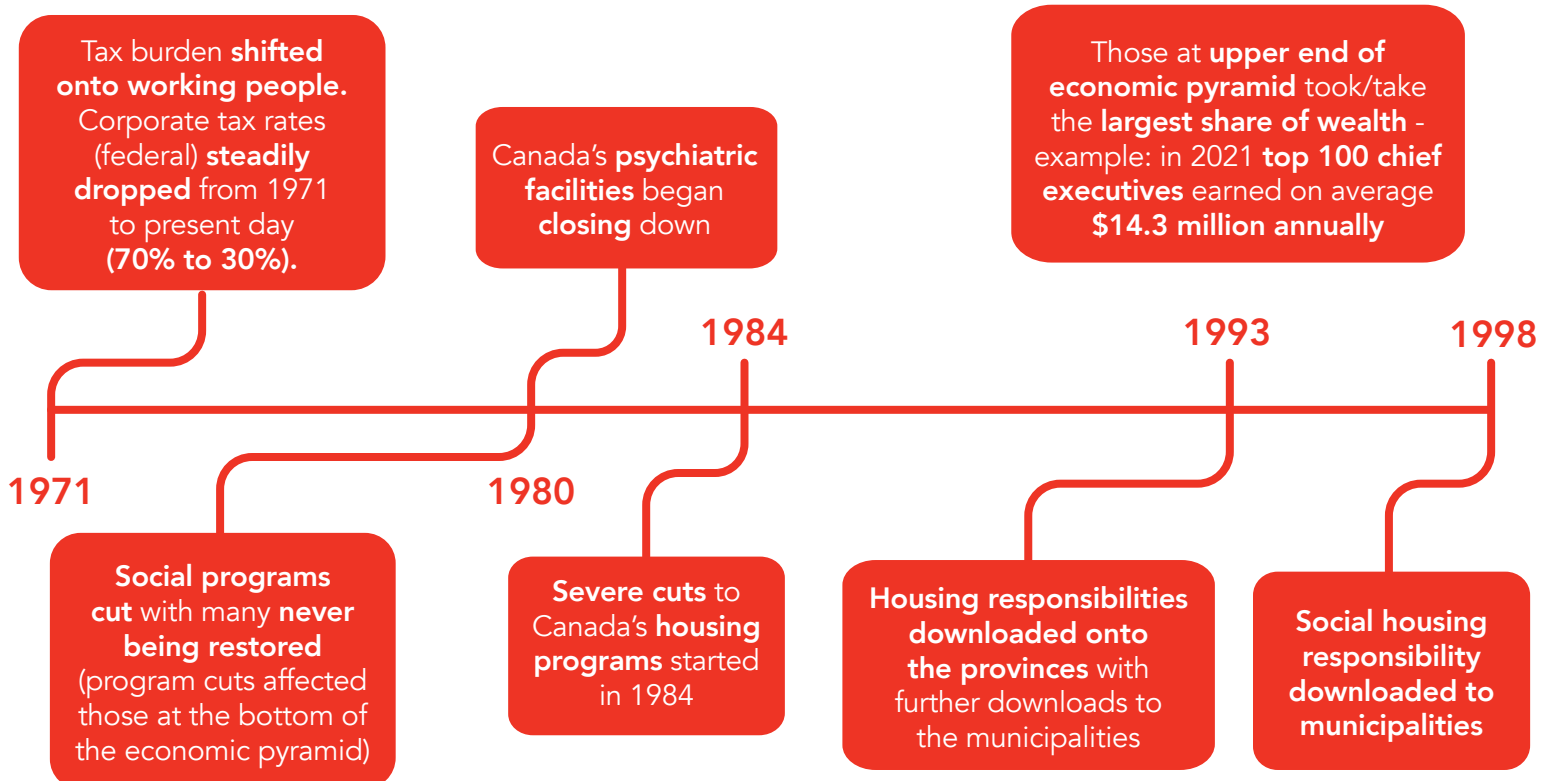 Tax burden shifted
onto working people.
Corporate tax rates
(federal) steadily
dropped from 1971
to present day
(70% to 30%).
Canada's psychiatric
facilities began
closing down
Those at upper end of
economic pyramid took/take
the largest share of wealth -
example: in 2021 top 100 chief
executives earned on average
$14.3 million annually
1984
1993
1998
1971
1980
Social programs
cut with many never
being restored
(program cuts affected
those at the bottom of
the economic pyramid)
Severe cuts to
Canada's housing
programs started
in 1984
Housing responsibilities
downloaded onto
the provinces with
further downloads to
the municipalities
Social housing
responsibility
downloaded to
municipalities